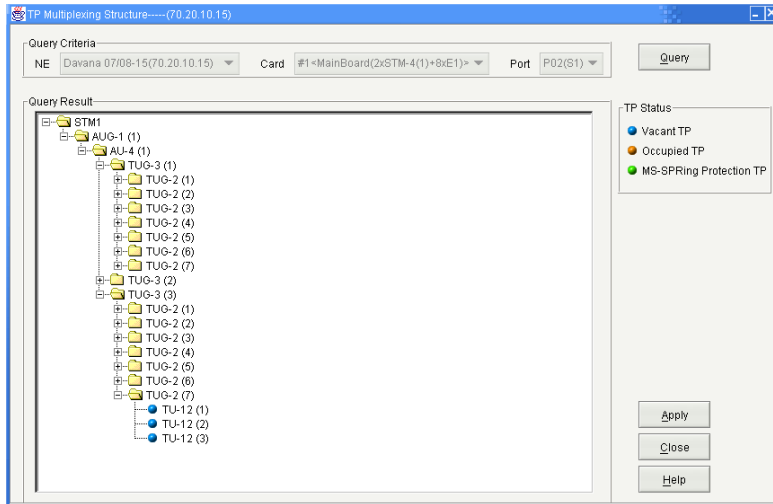 TP Multiplexing Structure-----(70.20.10.15)
Query Criteria
NE Davana 07/08-15(70.20.10.15) Card #1<MainBoard(2xSTM-4(1)+8xE1)> Port P02(S1) Query
Query Result
TP Status
Vacant TP
Occupied TP
MS-SPRing Protection TP
STM1
AUG-1 (1)
AU-4 (1)
TUG-3 (1)
TUG-2 (1)
TUG-2 (2)
TUG-2 (3)
TUG-2 (4)
TUG-2 (5)
TUG-2 (6)
TUG-2 (7)
TUG-3 (2)
TUG-3 (3)
TUG-2 (1)
TUG-2 (2)
TUG-2 (3)
TUG-2 (4)
TUG-2 (5)
TUG-2 (6)
TUG-2 (7)
TU-12 (1)
TU-12 (2)
TU-12 (3)
Apply
Close
Help